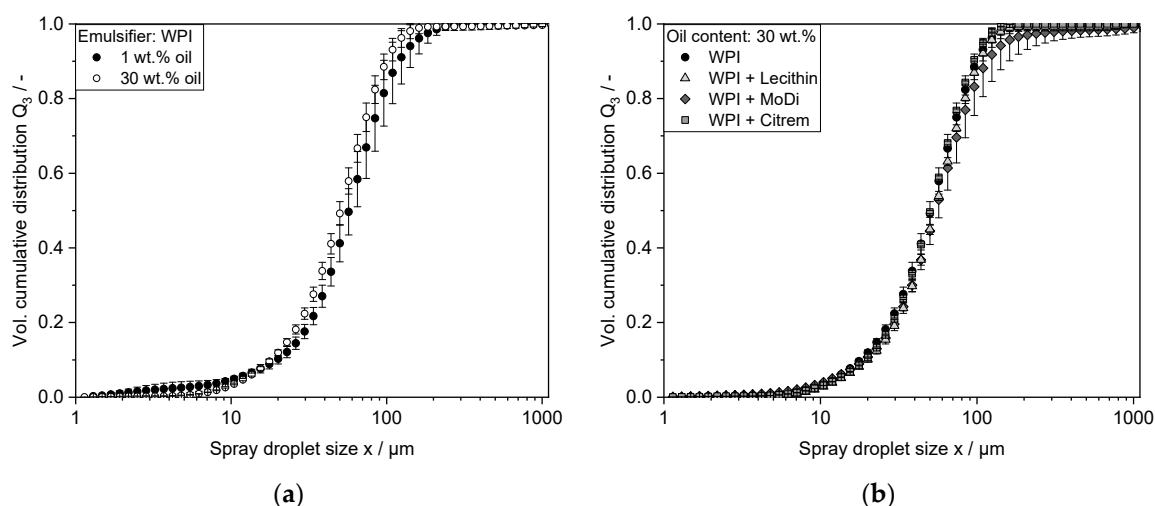 Emulsifier: WPI
1 wt.% oil
30 wt.% oil
Vol. cumulative distribution Q3 / -
1.0
0.8
0.6
0.4
0.2
0.0
1 10 100 1000
Spray droplet size x / μm
(a)
Oil content: 30 wt.%
WPI
WPI + Lecithin
WPI + MoDi
WPI + Citrem
Vol. cumulative distribution Q3 / -
1.0
0.8
0.6
0.4
0.2
0.0
1 10 100 1000
Spray droplet size x / μm
(b)